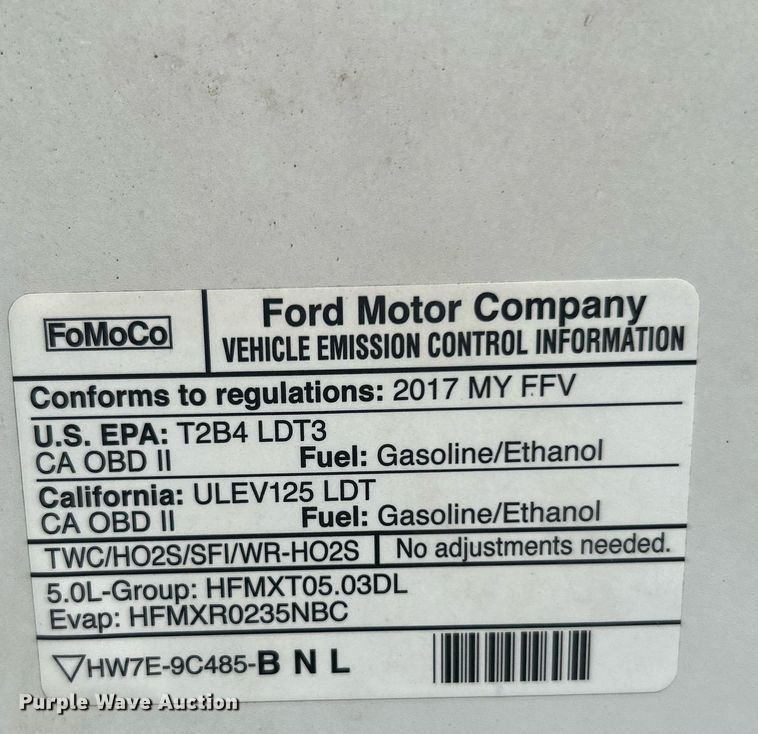 FoMoCo
Ford Motor Company
VEHICLE EMISSION CONTROL INFORMATION
Conforms to regulations: 2017 MY FFV
U.S. EPA: T2B4 LDT3
CA OBD II Fuel: Gasoline/Ethanol
California: ULEV125 LDT
CA OBD II Fuel: Gasoline/Ethanol
TWC/HO2S/SFI/WR-HO2S No adjustments needed.
5.0L-Group: HFMXT05.03DL
Evap: HFMXR0235NBC
HW7E-9C485-B N L
Purple Wave Auction